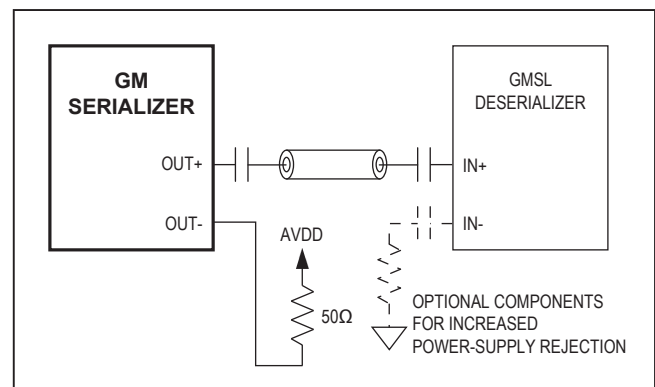 GM
SERIALIZER
GMSL
DESERIALIZER
OUT+
IN+
OUT-
IN-
AVDD
50Ω
OPTIONAL COMPONENTS
FOR INCREASED
POWER-SUPPLY REJECTION